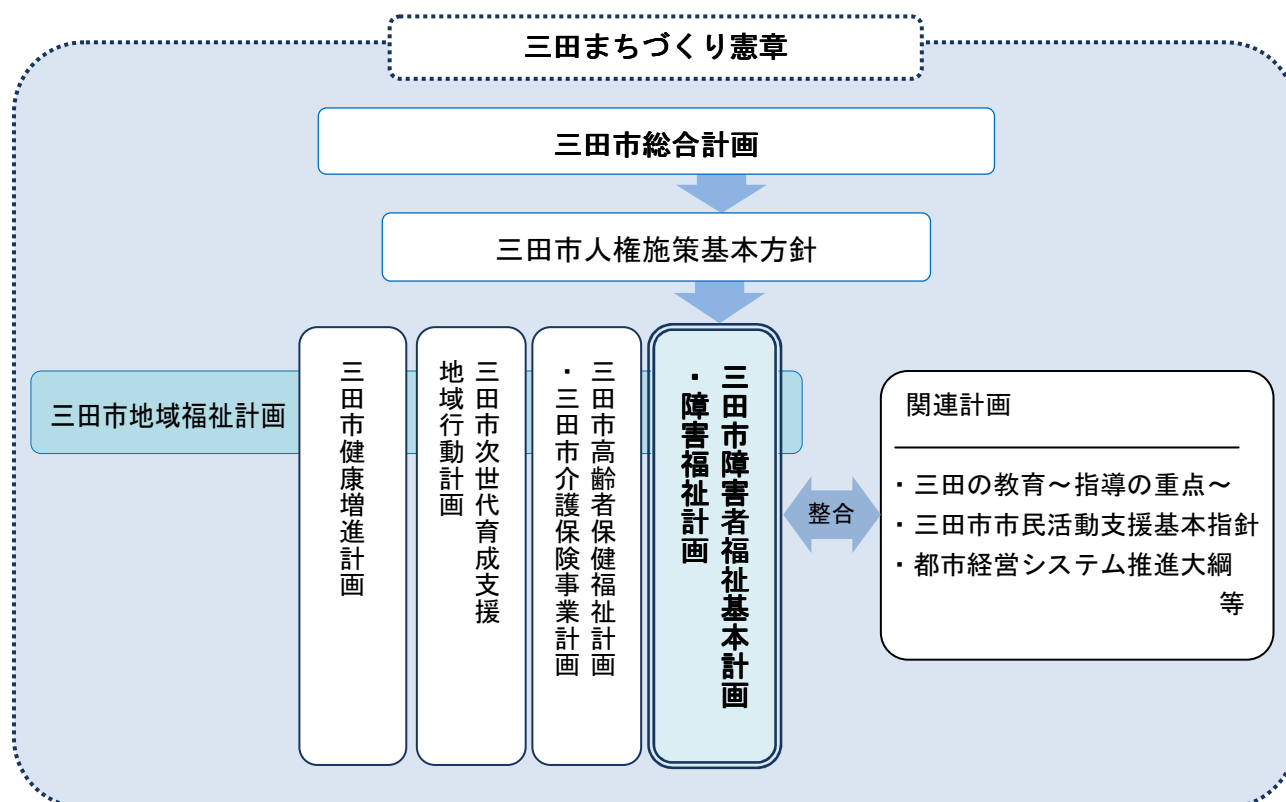 三田まちづくり憲章
三田市総合計画
三田市人権施策基本方針
三田市地域福祉計画
三田市健康増進計画
三田市次世代育成支援
地域行動計画
三田市高齢者保健福祉計画
・三田市介護保険事業計画
三田市障害者福祉基本計画
・障害福祉計画
整合
関連計画
・三田の教育～指導の重点～
・三田市市民活動支援基本指針
・都市経営システム推進大綱
等